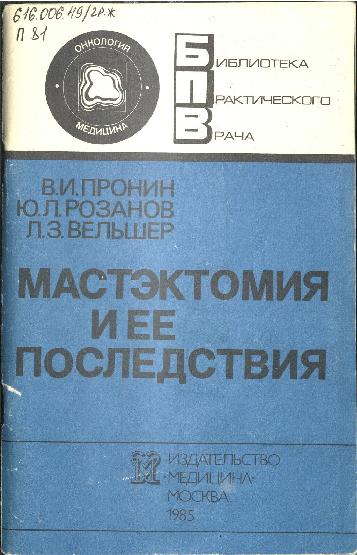 616.006.49/2р.ж
П 81
ОНКОЛОГИЯ
МЕДИЦИНА
БИБЛИОТЕКА
ПРАКТИЧЕСКОГО
ВРАЧА
В.И.ПРОНИН
Ю.Л.РОЗАНОВ
Л.З.ВЕЛЬШЕР
МАСТЭКТОМИЯ
И ЕЕ
ПОСЛЕДСТВИЯ
ИЗДАТЕЛЬСТВО
·МЕДИЦИНА·
МОСКВА
1985